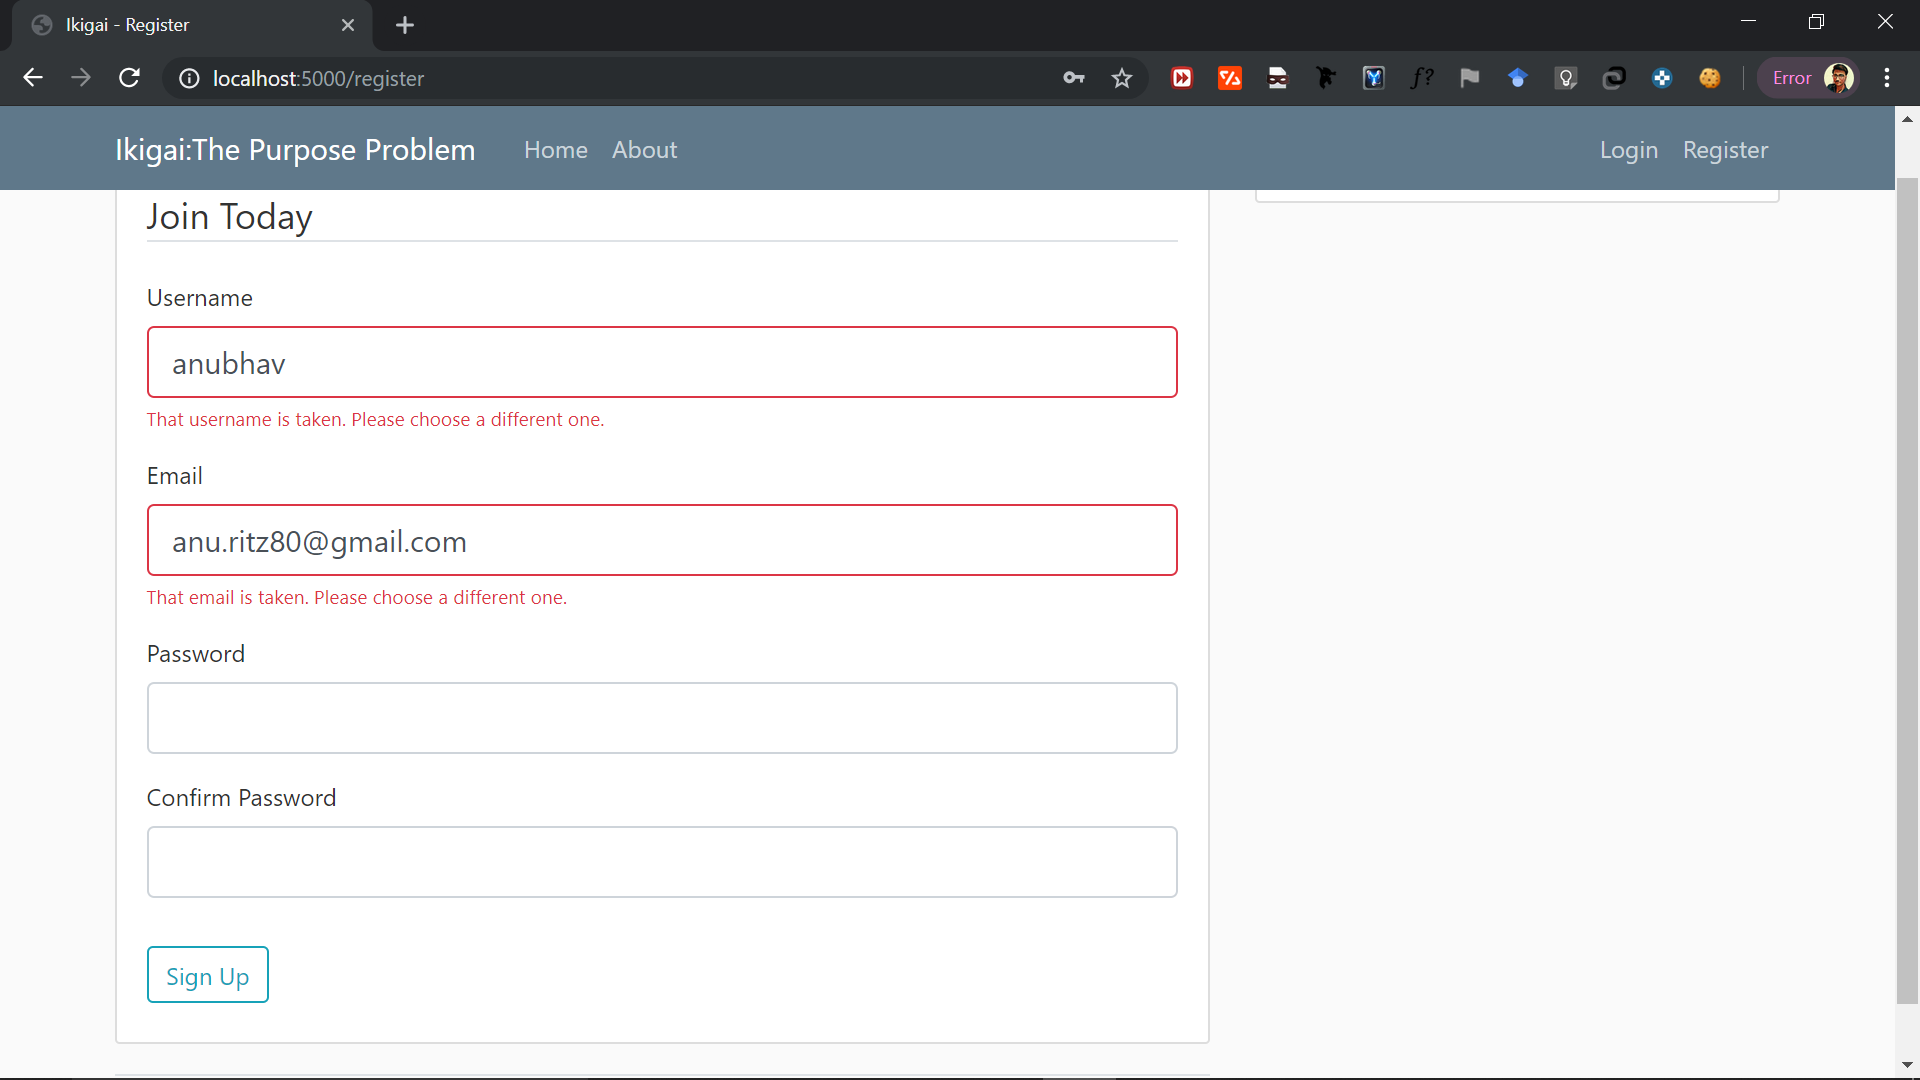 Ikigai - Register
localhost:5000/register
f?
Error
Ikigai:The Purpose Problem Home About Login Register
Join Today
Username
anubhav
That username is taken. Please choose a different one.
Email
anu.ritz80@gmail.com
That email is taken. Please choose a different one.
Password
Confirm Password
Sign Up